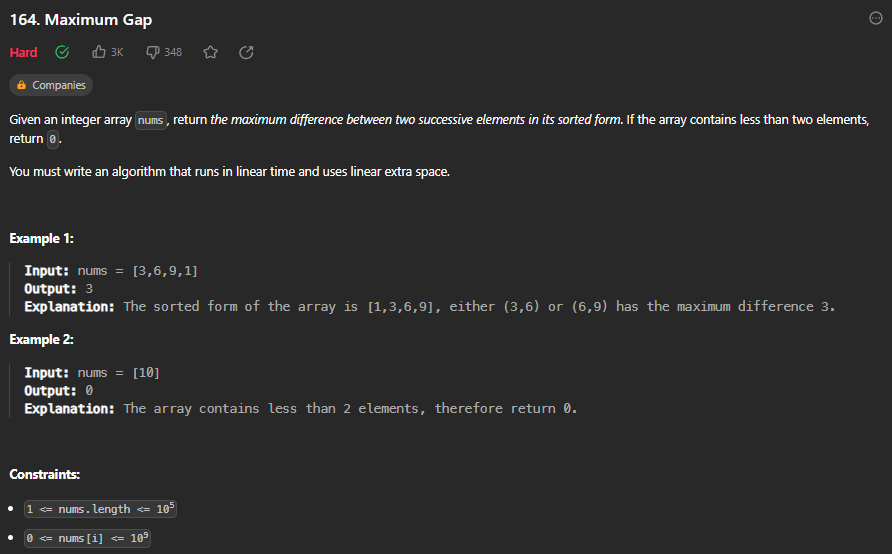 164. Maximum Gap
Hard 3K 348
Companies
Given an integer array nums, return the maximum difference between two successive elements in its sorted form. If the array contains less than two elements,
return 0.
You must write an algorithm that runs in linear time and uses linear extra space.
Example 1:
Input: nums = [3,6,9,1]
Output: 3
Explanation: The sorted form of the array is [1,3,6,9], either (3,6) or (6,9) has the maximum difference 3.
Example 2:
Input: nums = [10]
Output: 0
Explanation: The array contains less than 2 elements, therefore return 0.
Constraints:
• 1 <= nums.length <= 10⁵
• 0 <= nums[i] <= 10⁹